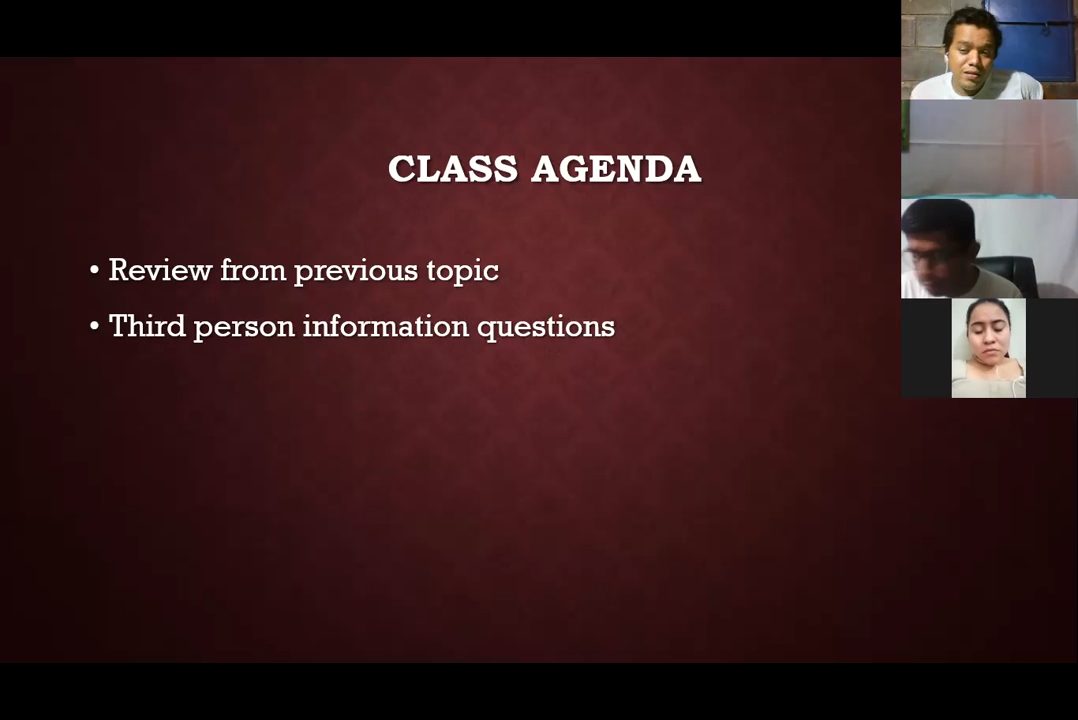 CLASS AGENDA
• Review from previous topic
• Third person information questions